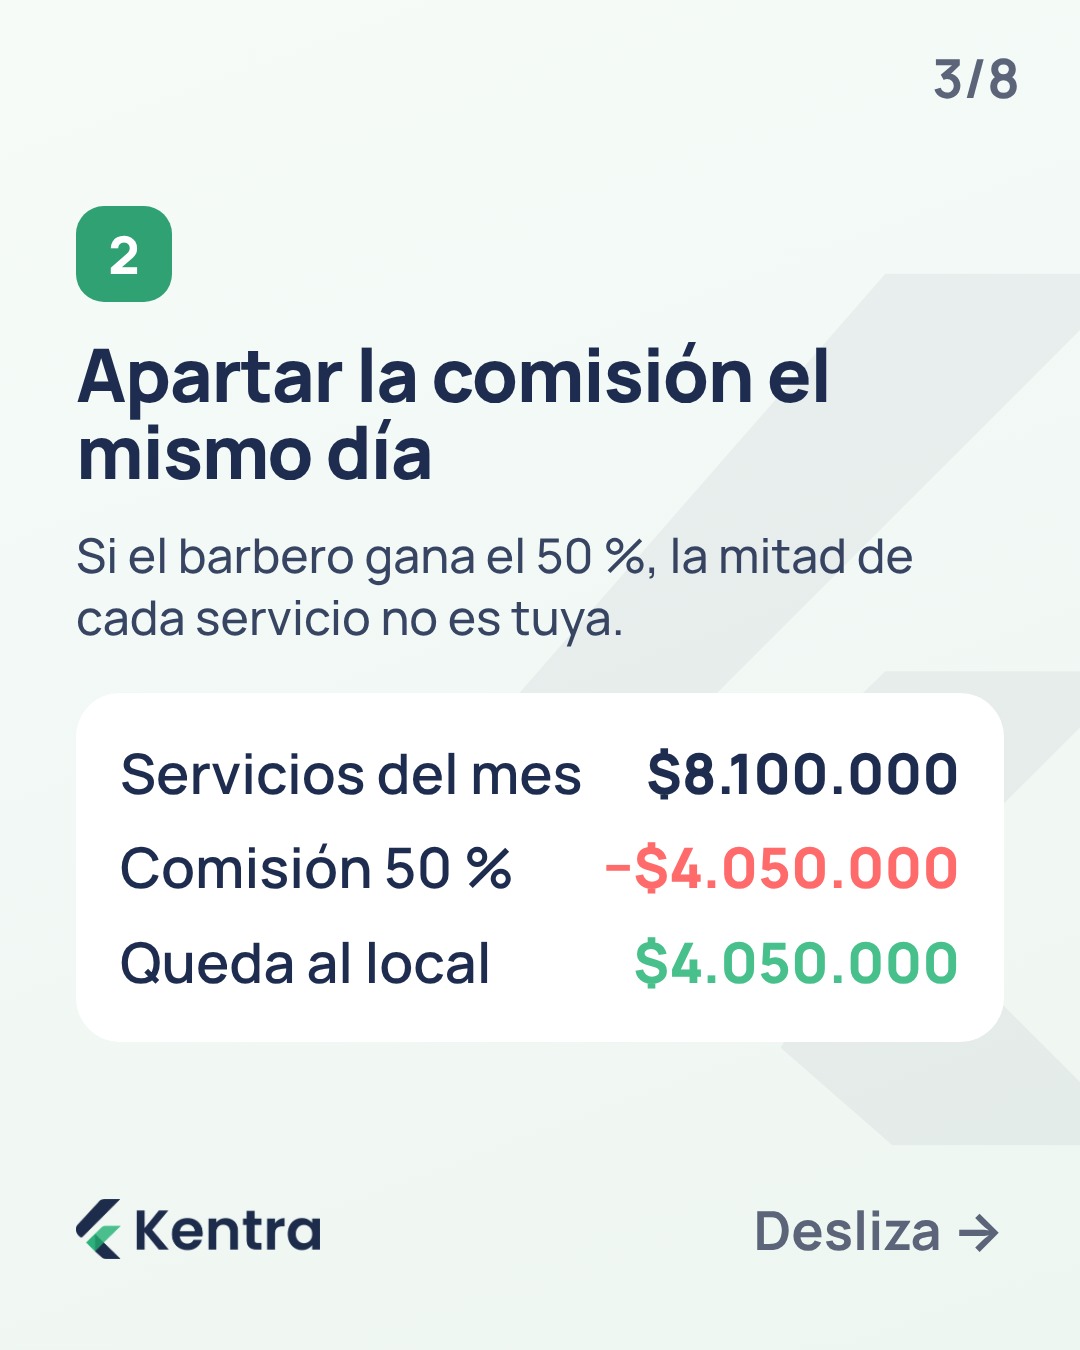 3/8
2
Apartar la comisión el
mismo día
Si el barbero gana el 50 %, la mitad de
cada servicio no es tuya.
Servicios del mes $8.100.000
Comisión 50 % −$4.050.000
Queda al local $4.050.000
Kentra
Desliza →